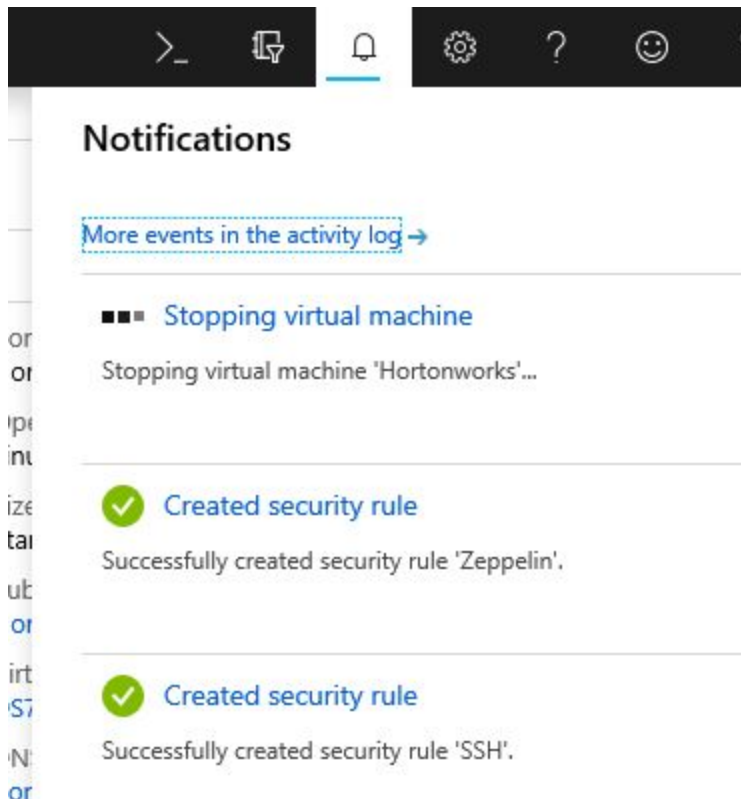 Notifications
More events in the activity log →
Stopping virtual machine
Stopping virtual machine 'Hortonworks'...
Created security rule
Successfully created security rule 'Zeppelin'.
Created security rule
Successfully created security rule 'SSH'.